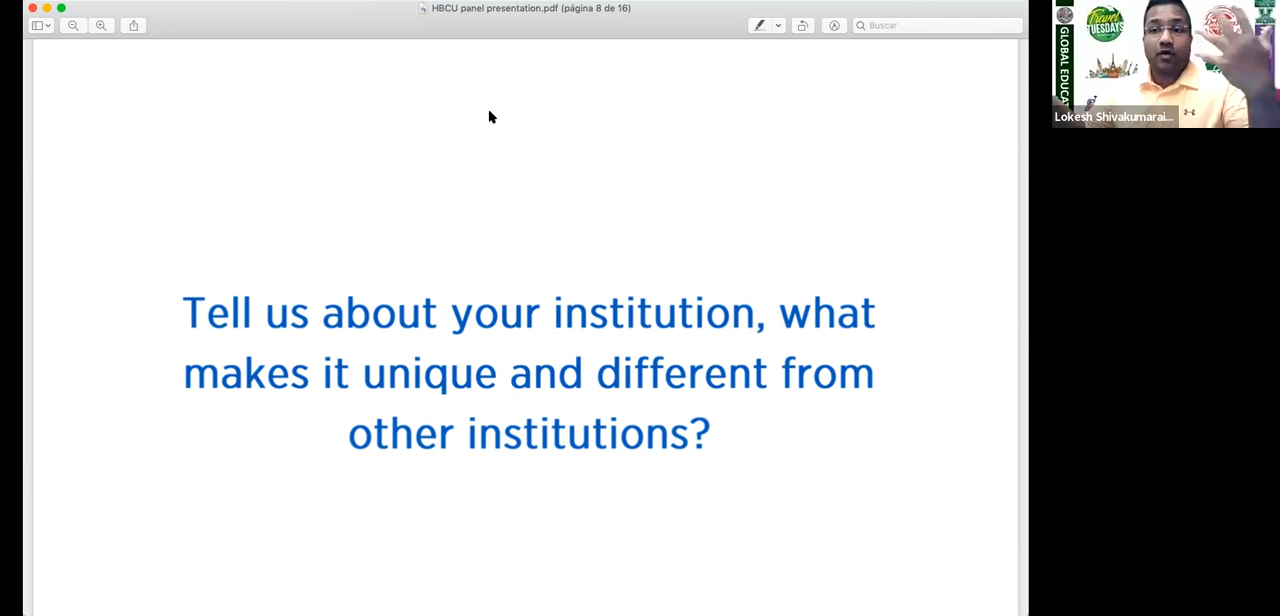 HBCU panel presentation.pdf (página 8 de 16)
Buscar
Tell us about your institution, what
makes it unique and different from
other institutions?
Travel
TUESDAYS
GLOBAL EDUCAT
Lokesh Shivakumarai...